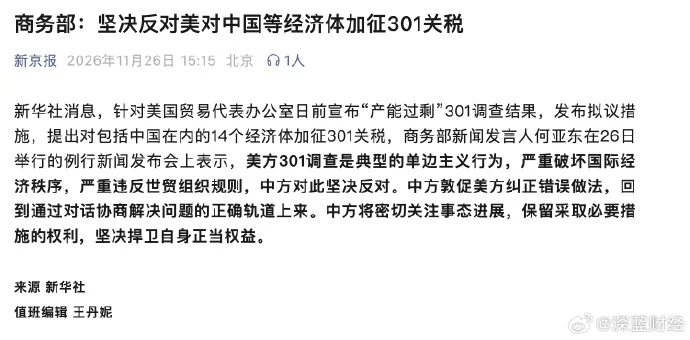 商务部：坚决反对美对中国等经济体加征301关税
新京报 2026年11月26日 15:15 北京 1人
新华社消息，针对美国贸易代表办公室日前宣布“产能过剩”301调查结果，发布拟议措
施，提出对包括中国在内的14个经济体加征301关税，商务部新闻发言人何亚东在26日
举行的例行新闻发布会上表示，美方301调查是典型的单边主义行为，严重破坏国际经
济秩序，严重违反世贸组织规则，中方对此坚决反对。中方敦促美方纠正错误做法，回
到通过对话协商解决问题的正确轨道上来。中方将密切关注事态进展，保留采取必要措
施的权利，坚决捍卫自身正当权益。
来源 新华社
值班编辑 王丹妮
@深蓝财经